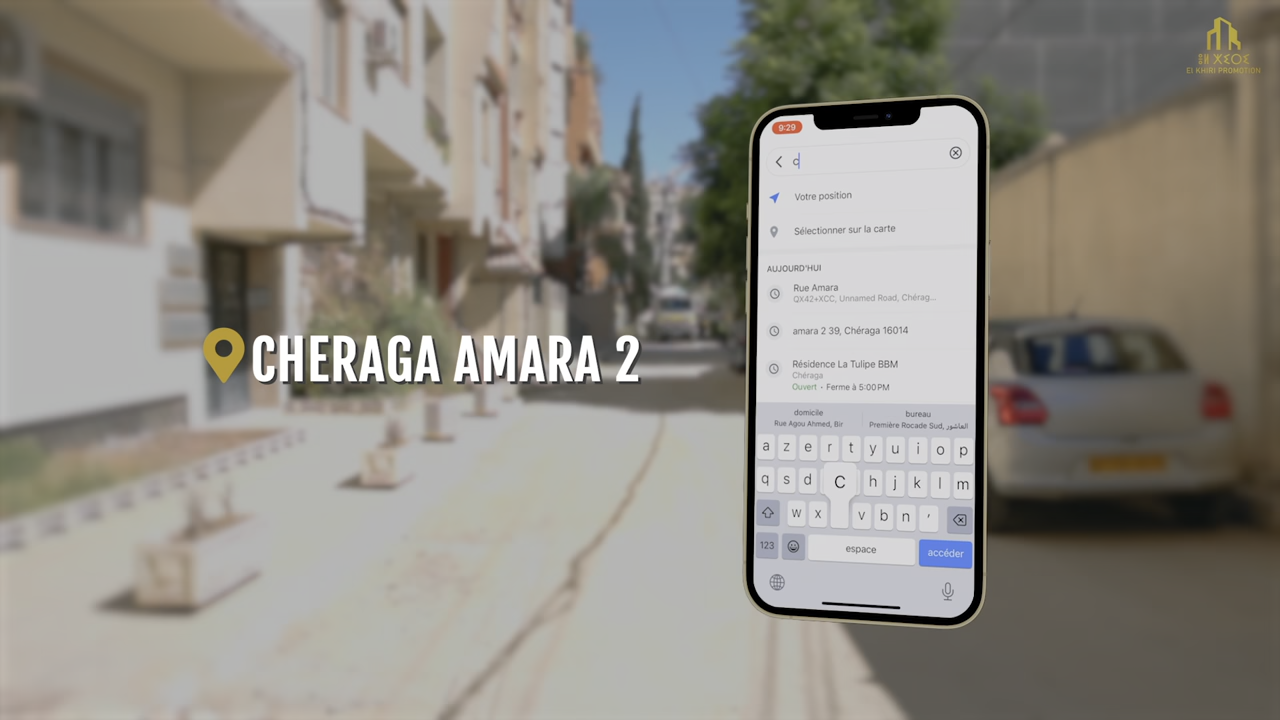 ⵣⵅ ⵅⵉⵔⵉ
El KHIRI PROMOTION
CHERAGA AMARA 2
9:29
c
Votre position
Sélectionner sur la carte
AUJOURD'HUI
Rue Amara
QX42+XCC, Unnamed Road, Chérag...
amara 2 39, Chéraga 16014
Résidence La Tulipe BBM
Chéraga
Ouvert · Ferme à 5:00 PM
domicile
Rue Agou Ahmed, Bir
bureau
Première Rocade Sud, العاشور
a z e r t y u i o p
q s d C h j k l m
w x v b n ʼ
123 espace accéder